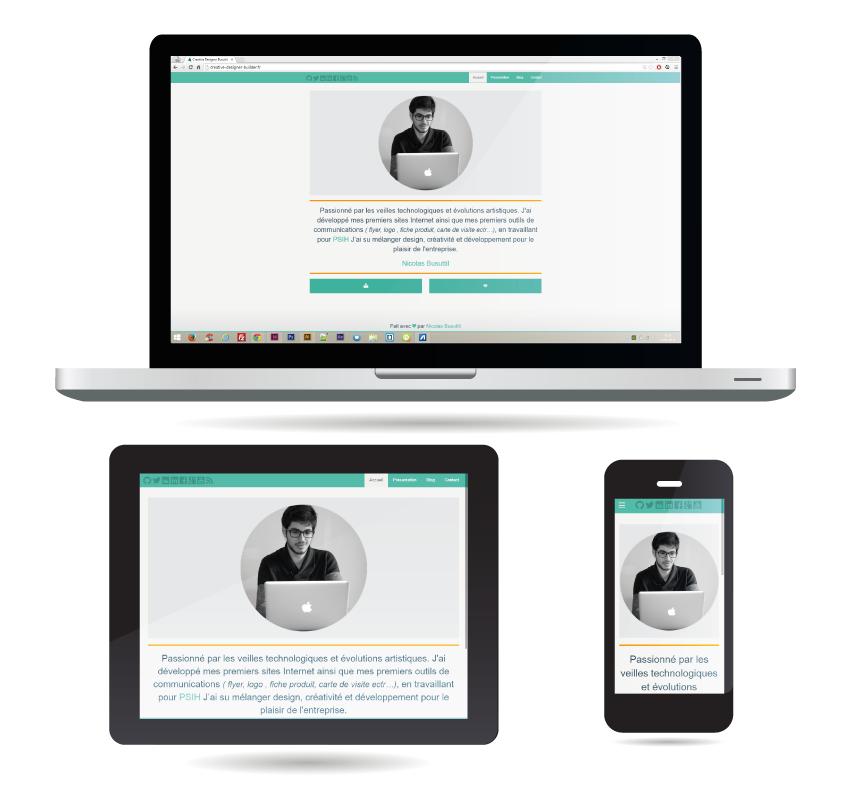 Creative Designer Busuttil
creative-designer-builder.fr
Accueil Presentation Blog Contact
Passionné par les veilles technologiques et évolutions artistiques. J'ai
développé mes premiers sites Internet ainsi que mes premiers outils de
communications ( flyer, logo , fiche produit, carte de visite ectr…), en travaillant
pour PSIH J'ai su mélanger design, créativité et développement pour le
plaisir de l'entreprise.
Nicolas Busuttil
Fait avec ♥ par Nicolas Busuttil
Accueil Présentation Blog Contact
Passionné par les veilles technologiques et évolutions artistiques. J'ai
développé mes premiers sites Internet ainsi que mes premiers outils de
communications ( flyer, logo , fiche produit, carte de visite ectr…), en travaillant
pour PSIH J'ai su mélanger design, créativité et développement pour le
plaisir de l'entreprise.
Passionné par les
veilles technologiques
et évolutions